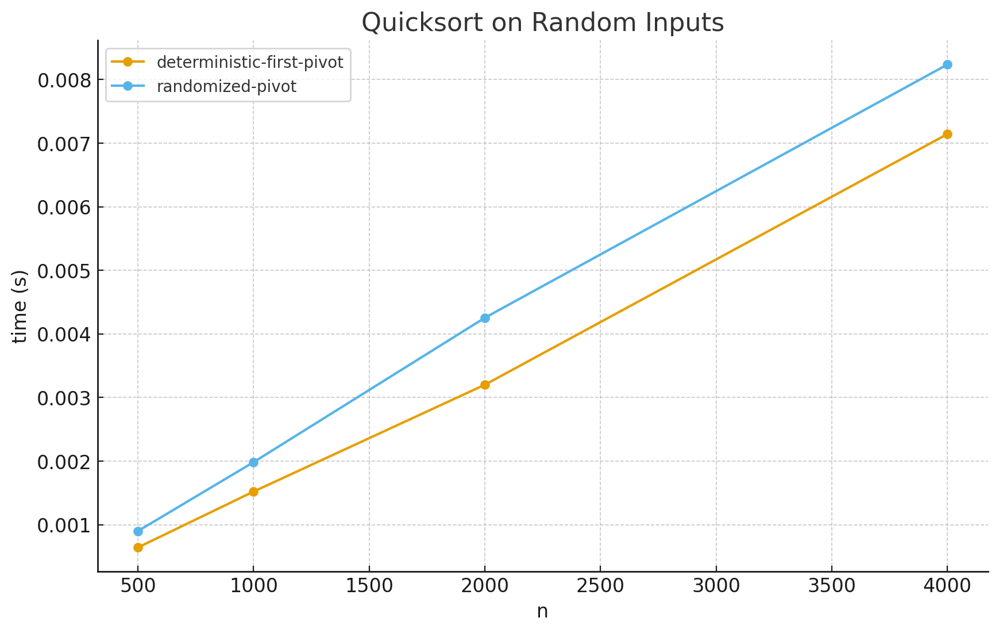 Quicksort on Random Inputs
deterministic-first-pivot
randomized-pivot
0.008
0.007
0.006
0.005
0.004
0.003
0.002
0.001
time (s)
500 1000 1500 2000 2500 3000 3500 4000
n